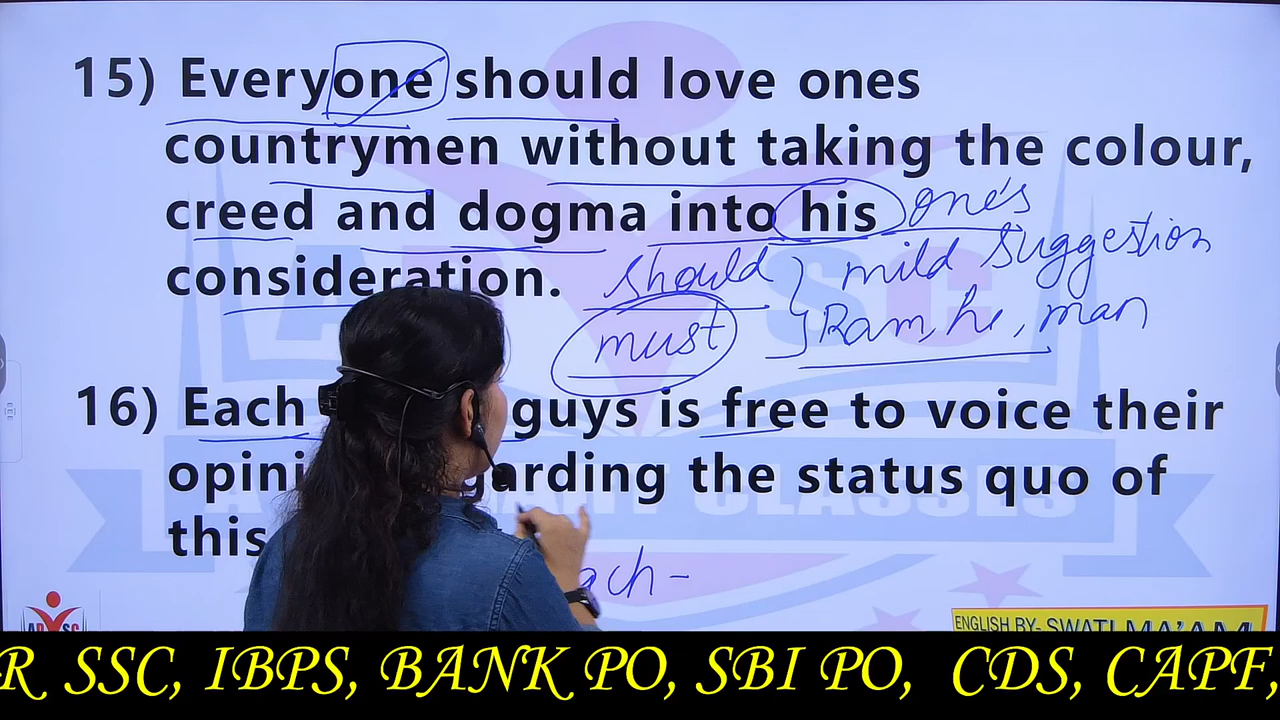 15) Everyone should love ones
countrymen without taking the colour,
creed and dogma into his one's
consideration. should } mild suggestion
must Ram, he, man
16) Each guys is free to voice their
opini arding the status quo of
this
ach -
ENGLISH BY- SWATI MA'AM
R SSC, IBPS, BANK PO, SBI PO, CDS, CAPF,